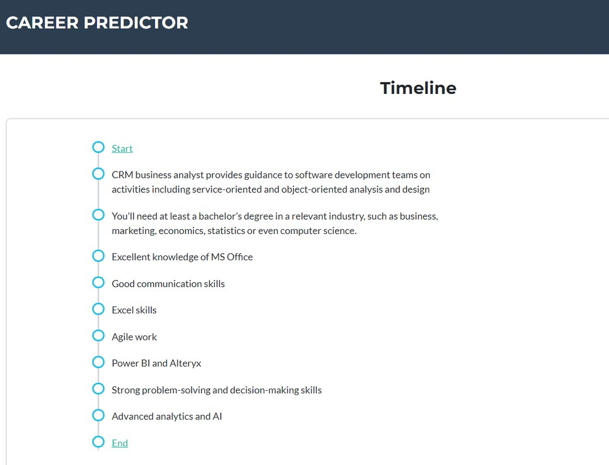 CAREER PREDICTOR
Timeline
Start
CRM business analyst provides guidance to software development teams on
activities including service-oriented and object-oriented analysis and design
You'll need at least a bachelor's degree in a relevant industry, such as business,
marketing, economics, statistics or even computer science.
Excellent knowledge of MS Office
Good communication skills
Excel skills
Agile work
Power BI and Alteryx
Strong problem-solving and decision-making skills
Advanced analytics and AI
End